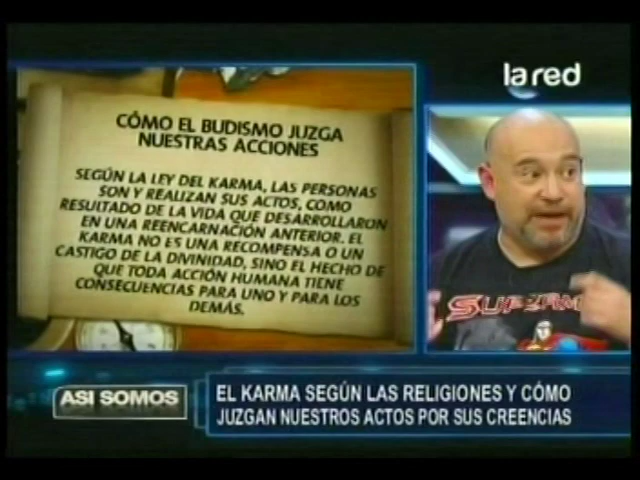 la red
CÓMO EL BUDISMO JUZGA
NUESTRAS ACCIONES
SEGÚN LA LEY DEL KARMA, LAS PERSONAS
SON Y REALIZAN SUS ACTOS, COMO
RESULTADO DE LA VIDA QUE DESARROLLARON
EN UNA REENCARNACIÓN ANTERIOR. EL
KARMA NO ES UNA RECOMPENSA O UN
CASTIGO DE LA DIVINIDAD, SINO EL HECHO DE
QUE TODA ACCIÓN HUMANA TIENE
CONSECUENCIAS PARA UNO Y PARA LOS
DEMÁS.
ASI SOMOS
EL KARMA SEGÚN LAS RELIGIONES Y CÓMO
JUZGAN NUESTROS ACTOS POR SUS CREENCIAS